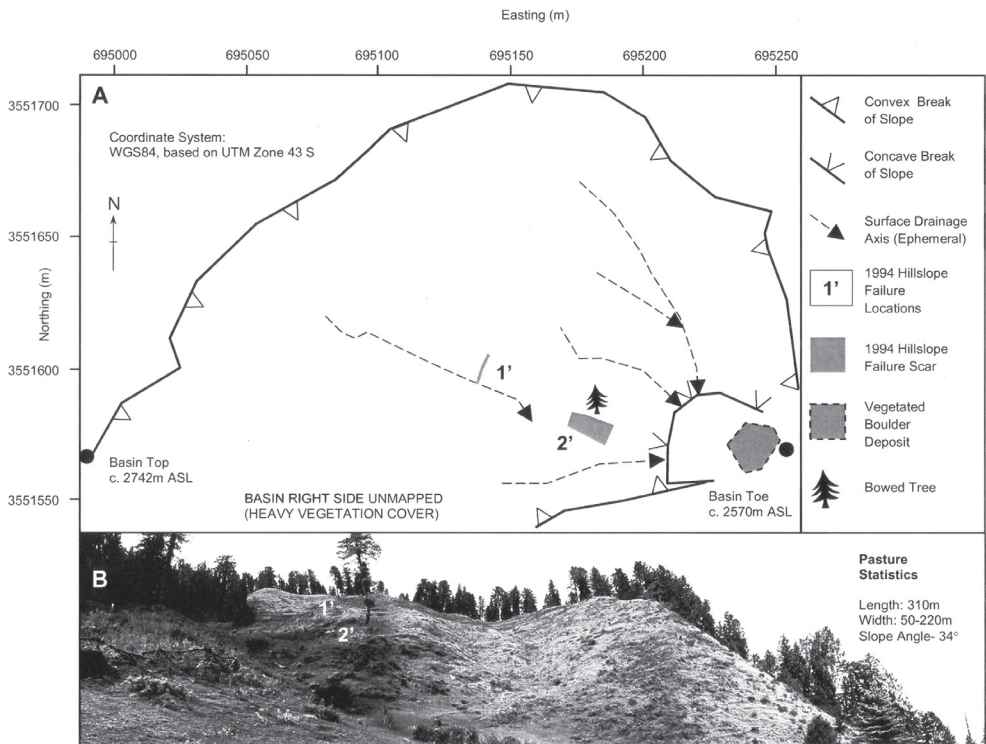 Easting (m)
695000 695050 695100 695150 695200 695250
Northing (m)
3551700
3551650
3551600
3551550
A
Coordinate System:
WGS84, based on UTM Zone 43 S
N
1’
2’
Basin Top
c. 2742m ASL
BASIN RIGHT SIDE UNMAPPED
(HEAVY VEGETATION COVER)
Basin Toe
c. 2570m ASL
Convex Break
of Slope
Concave Break
of Slope
Surface Drainage
Axis (Ephemeral)
1’
1994 Hillslope
Failure
Locations
1994 Hillslope
Failure Scar
Vegetated
Boulder
Deposit
Bowed Tree
B
1’
2’
Pasture
Statistics
Length: 310m
Width: 50-220m
Slope Angle- 34°